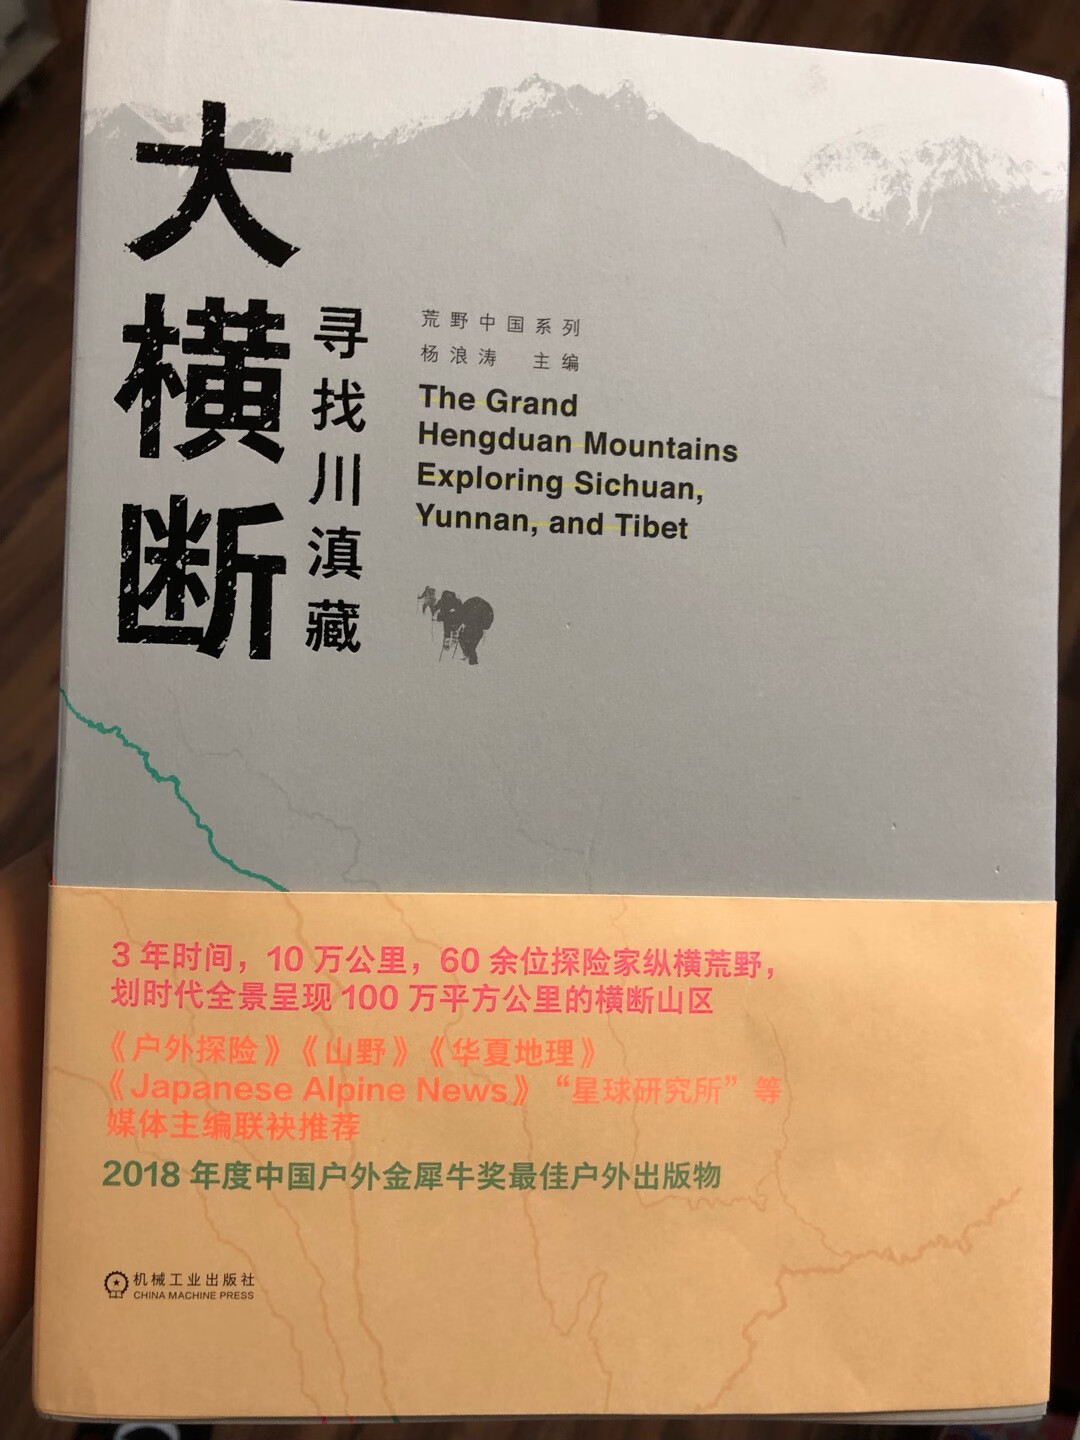 大横断
寻找川滇藏
荒野中国系列
杨浪涛 主编
The Grand
Hengduan Mountains
Exploring Sichuan,
Yunnan, and Tibet
3 年时间，10 万公里，60 余位探险家纵横荒野，
划时代全景呈现 100 万平方公里的横断山区
《户外探险》《山野》《华夏地理》
《Japanese Alpine News》“星球研究所”等
媒体主编联袂推荐
2018 年度中国户外金犀牛奖最佳户外出版物
机械工业出版社
CHINA MACHINE PRESS